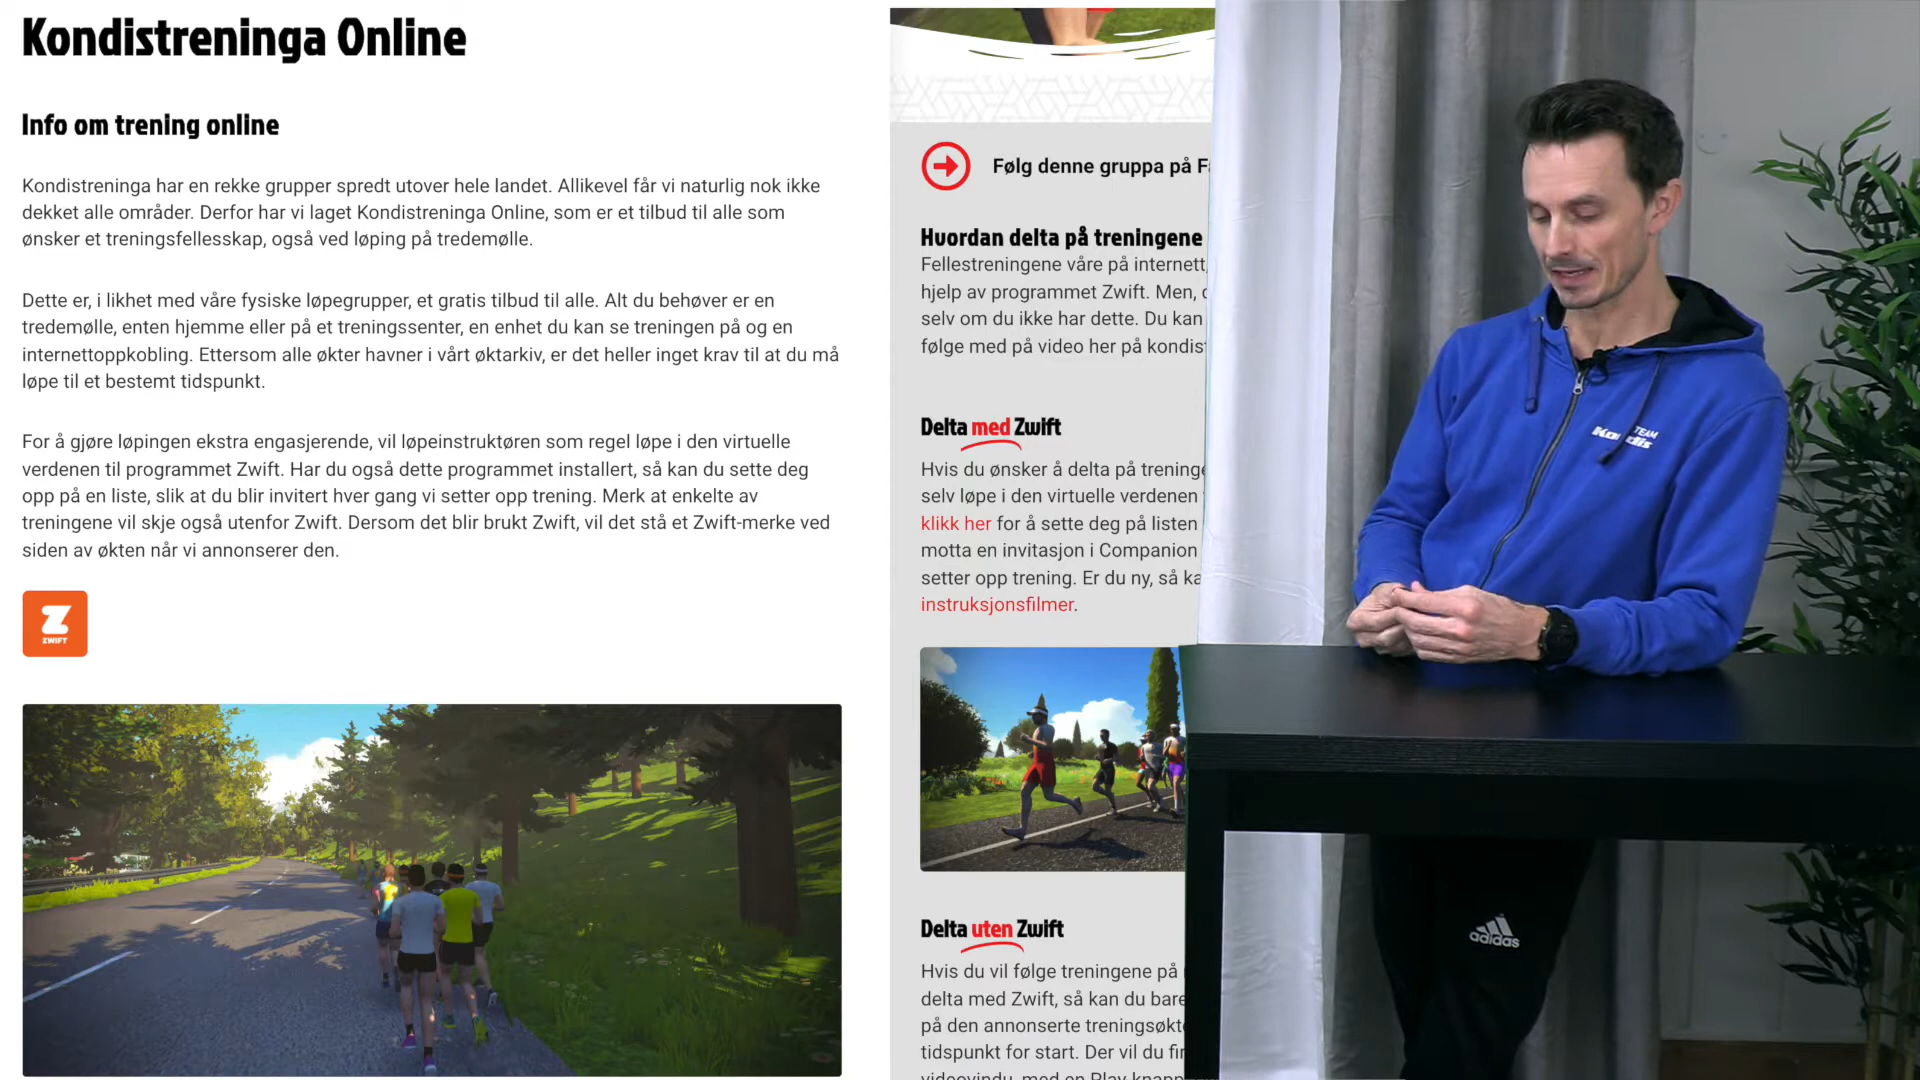 Kondistreninga Online
Info om trening online
Kondistreninga har en rekke grupper spredt utover hele landet. Allikevel får vi naturlig nok ikke
dekket alle områder. Derfor har vi laget Kondistreninga Online, som er et tilbud til alle som
ønsker et treningsfellesskap, også ved løping på tredemølle.
Dette er, i likhet med våre fysiske løpegrupper, et gratis tilbud til alle. Alt du behøver er en
tredemølle, enten hjemme eller på et treningssenter, en enhet du kan se treningen på og en
internettoppkobling. Ettersom alle økter havner i vårt øktarkiv, er det heller inget krav til at du må
løpe til et bestemt tidspunkt.
For å gjøre løpingen ekstra engasjerende, vil løpeinstruktøren som regel løpe i den virtuelle
verdenen til programmet Zwift. Har du også dette programmet installert, så kan du sette deg
opp på en liste, slik at du blir invitert hver gang vi setter opp trening. Merk at enkelte av
treningene vil skje også utenfor Zwift. Dersom det blir brukt Zwift, vil det stå et Zwift-merke ved
siden av økten når vi annonserer den.
ZWIFT
Følg denne gruppa på
Hvordan delta på treningene
Fellestreningene våre på internett,
hjelp av programmet Zwift. Men,
selv om du ikke har dette. Du kan
følge med på video her på
Delta med Zwift
Hvis du ønsker å delta på
selv løpe i den virtuelle verdenen
klikk her for å sette deg på listen
motta en invitasjon i Companion
setter opp trening. Er du ny, så
instruksjonsfilmer.
Delta uten Zwift
Hvis du vil følge treningene på
delta med Zwift, så kan du bare
på den annonserte
tidspunkt for start. Der vil du
videovindu, med en Play
TEAM
Kondis
adidas